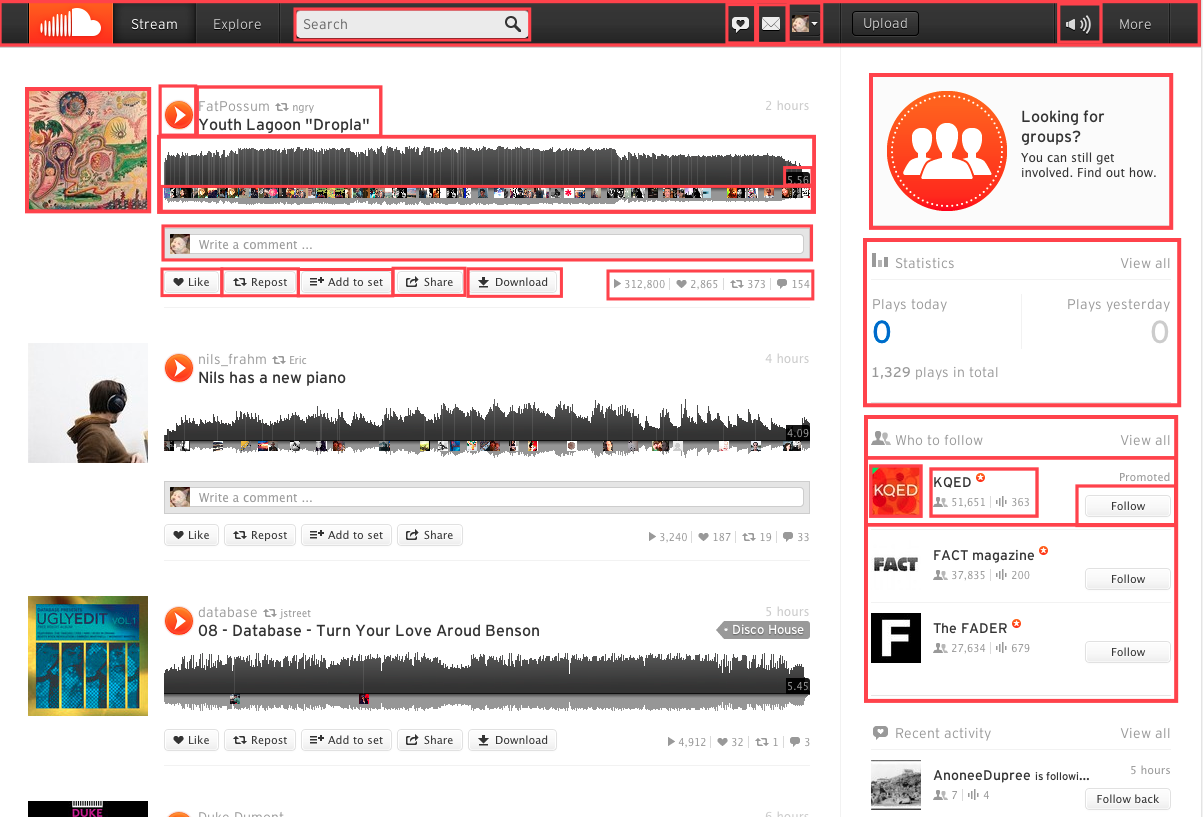 Stream
Explore
Search
Upload
More
FatPossum ngry
2 hours
Youth Lagoon "Dropla"
5.56
Write a comment ...
Like
Repost
Add to set
Share
Download
312,800
2,865
373
154
nils_frahm Eric
4 hours
Nils has a new piano
4.09
Write a comment ...
Like
Repost
Add to set
Share
3,240
187
19
33
DATABASE PRESENTS
UGLYEDIT VOL.1
database jstreet
5 hours
08 - Database - Turn Your Love Aroud Benson
Disco House
5.45
Like
Repost
Add to set
Share
Download
4,912
32
1
3
DUKE
Duke Dumont
6 hours
Looking for
groups?
You can still get
involved. Find out how.
Statistics
View all
Plays today
Plays yesterday
0
0
1,329 plays in total
Who to follow
View all
Promoted
KQED
KQED
51,651
363
Follow
FACT
FACT magazine
37,835
200
Follow
F
The FADER
27,634
679
Follow
Recent activity
View all
AnoneeDupree is followi...
5 hours
7
4
Follow back